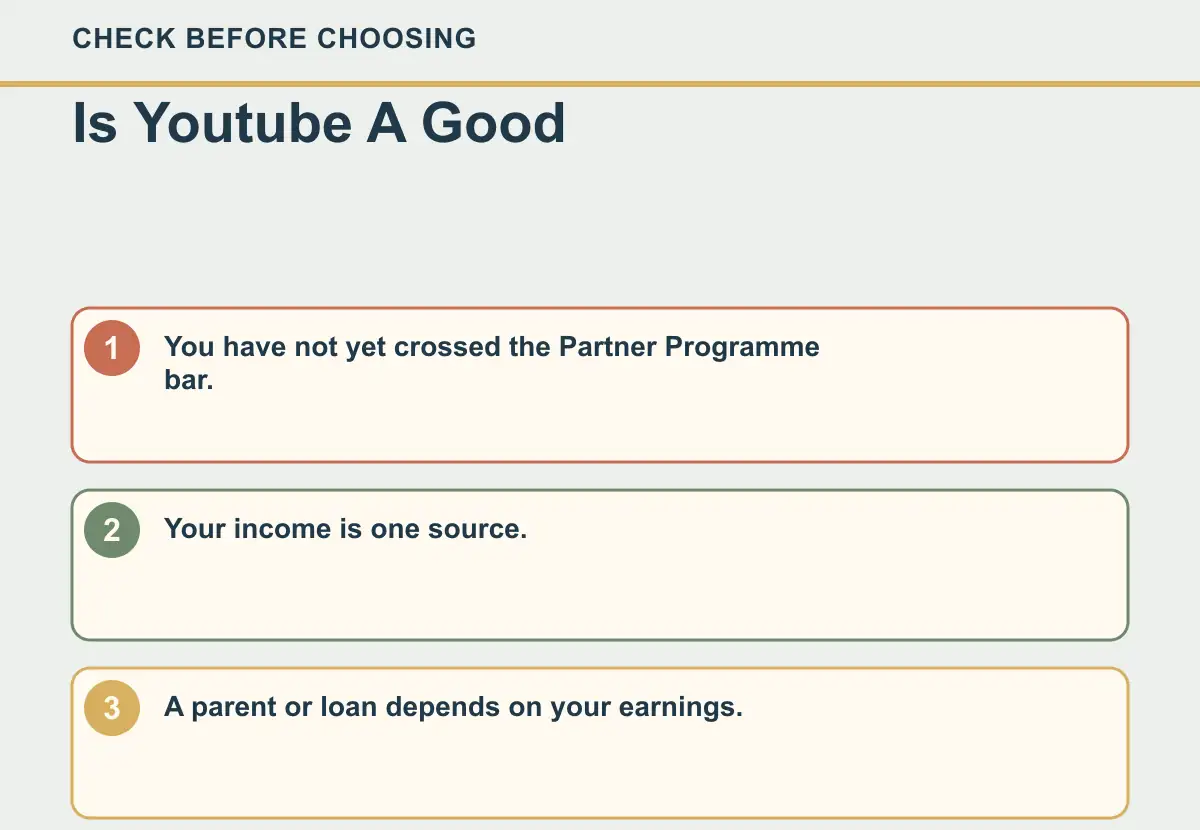 CHECK BEFORE CHOOSING
Is Youtube A Good
1
You have not yet crossed the Partner Programme
bar.
2
Your income is one source.
3
A parent or loan depends on your earnings.